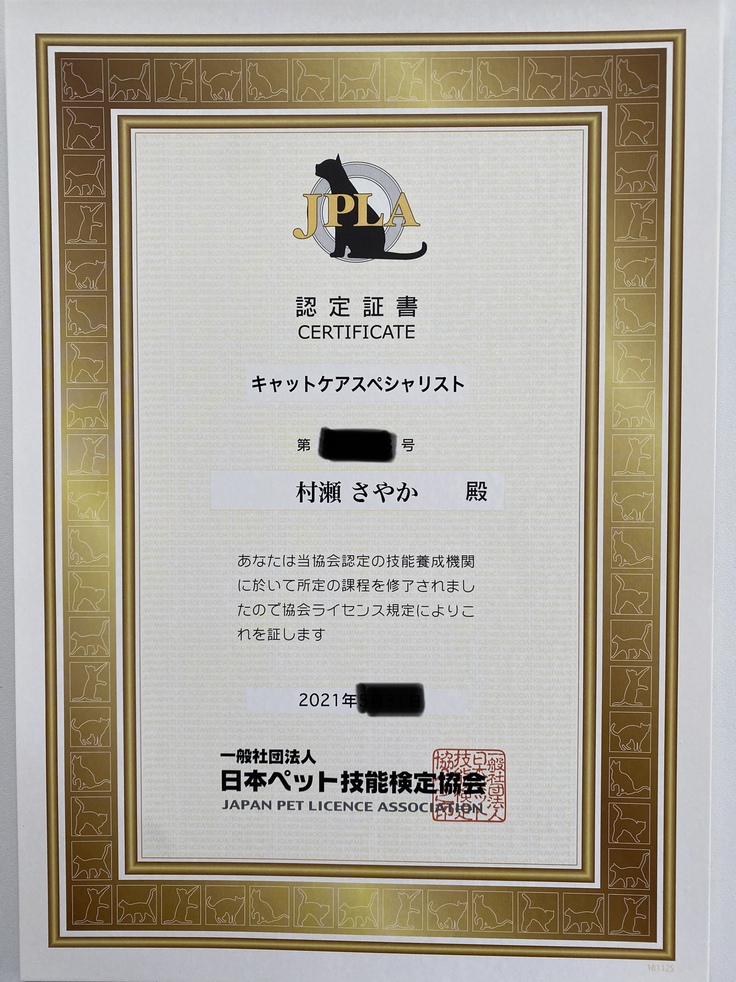 JPLA
認定証書
CERTIFICATE
キャットケアスペシャリスト
第 号
村瀬 さやか 殿
あなたは当協会認定の技能養成機関
に於いて所定の課程を修了されまし
たので協会ライセンス規定によりこ
れを証します
2021年
一般社団法人
日本ペット技能検定協会
JAPAN PET LICENCE ASSOCIATION
161125